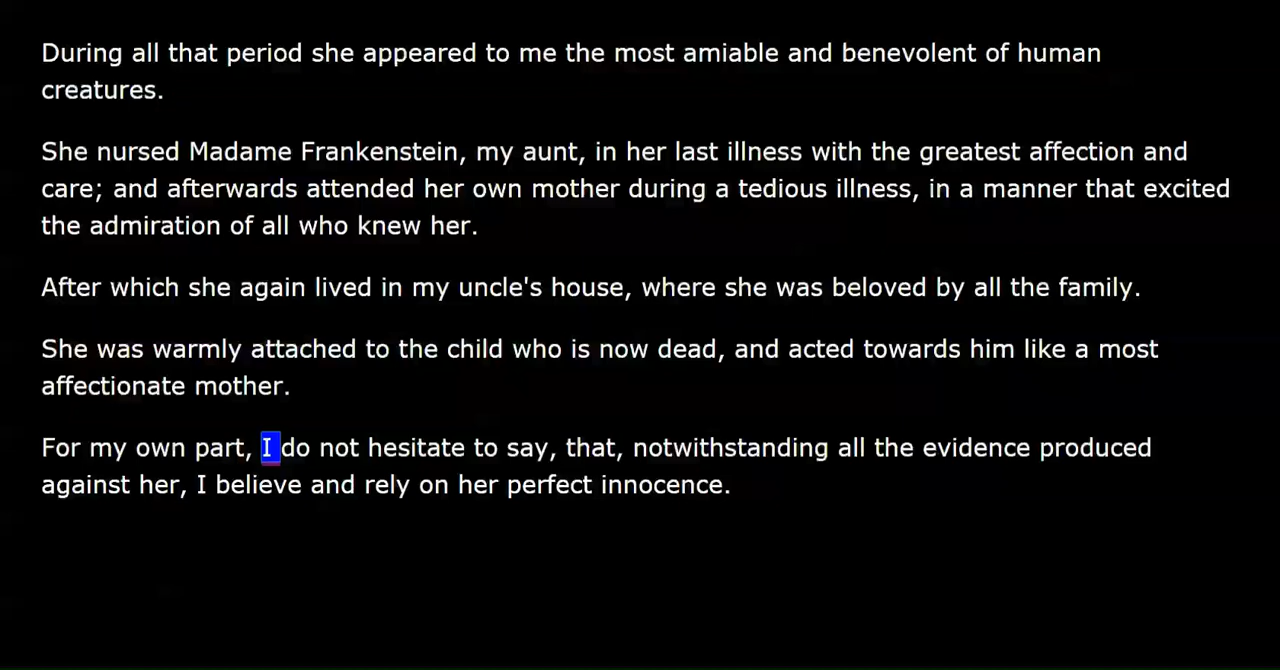 During all that period she appeared to me the most amiable and benevolent of human
creatures.
She nursed Madame Frankenstein, my aunt, in her last illness with the greatest affection and
care; and afterwards attended her own mother during a tedious illness, in a manner that excited
the admiration of all who knew her.
After which she again lived in my uncle's house, where she was beloved by all the family.
She was warmly attached to the child who is now dead, and acted towards him like a most
affectionate mother.
For my own part, I do not hesitate to say, that, notwithstanding all the evidence produced
against her, I believe and rely on her perfect innocence.